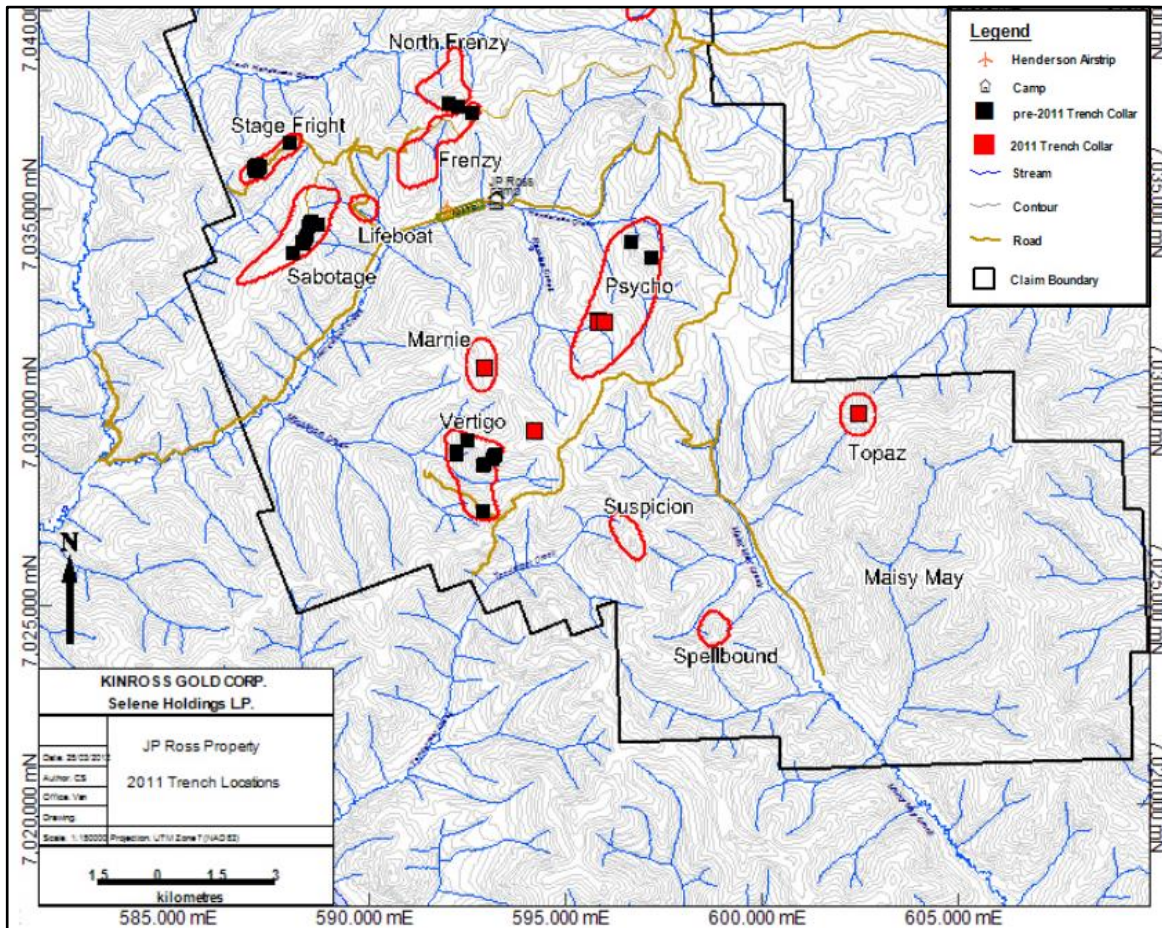 Legend
Henderson Airstrip
Camp
pre-2011 Trench Collar
2011 Trench Collar
Stream
Contour
Road
Claim Boundary
North Frenzy
Stage Fright
Frenzy
JP Ross
Lifeboat
Sabotage
Psycho
Marnie
Vertigo
Topaz
Suspicion
Maisy May
Spellbound
N
7.040.000 mN
7.035.000 mN
7.030.000 mN
7.025.000 mN
7.020.000 mN
7.035.000 mN
7.030.000 mN
7.025.000 mN
7.020.000 mN
KINROSS GOLD CORP.
Selene Holdings L.P.
JP Ross Property
2011 Trench Locations
Author: CS
Office: Van
Drawing:
Projection: UTM Zone 7 (NAD 83)
1.5 0 1.5 3
kilometres
585.000 mE 590.000 mE 595.000 mE 600.000 mE 605.000 mE